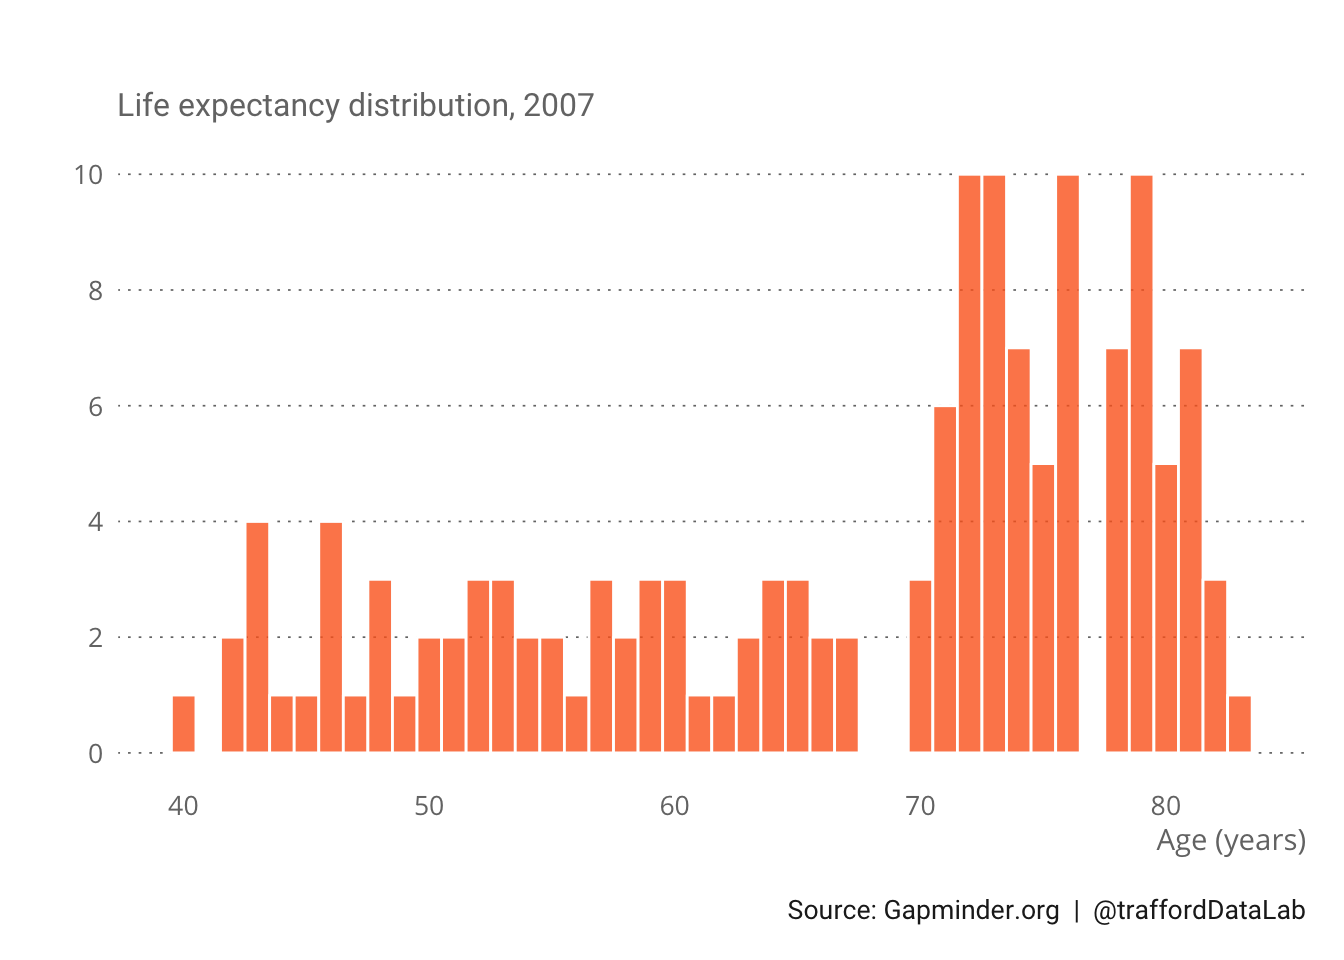 Life expectancy distribution, 2007
10
8
6
4
2
0
40 50 60 70 80
Age (years)
Source: Gapminder.org | @traffordDataLab